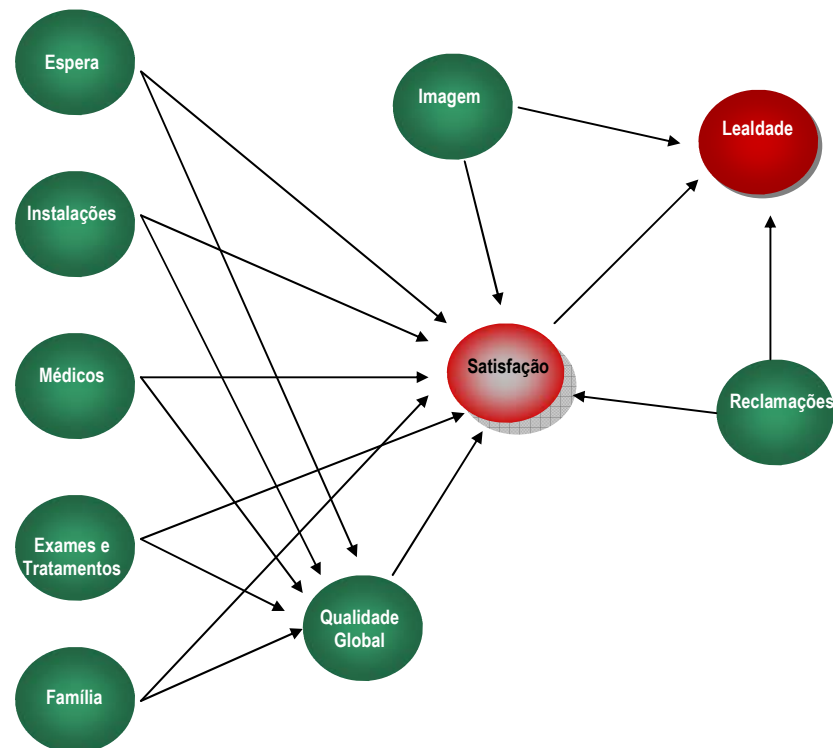 Espera
Imagem
Lealdade
Instalações
Satisfação
Médicos
Reclamações
Exames e
Tratamentos
Qualidade
Global
Família